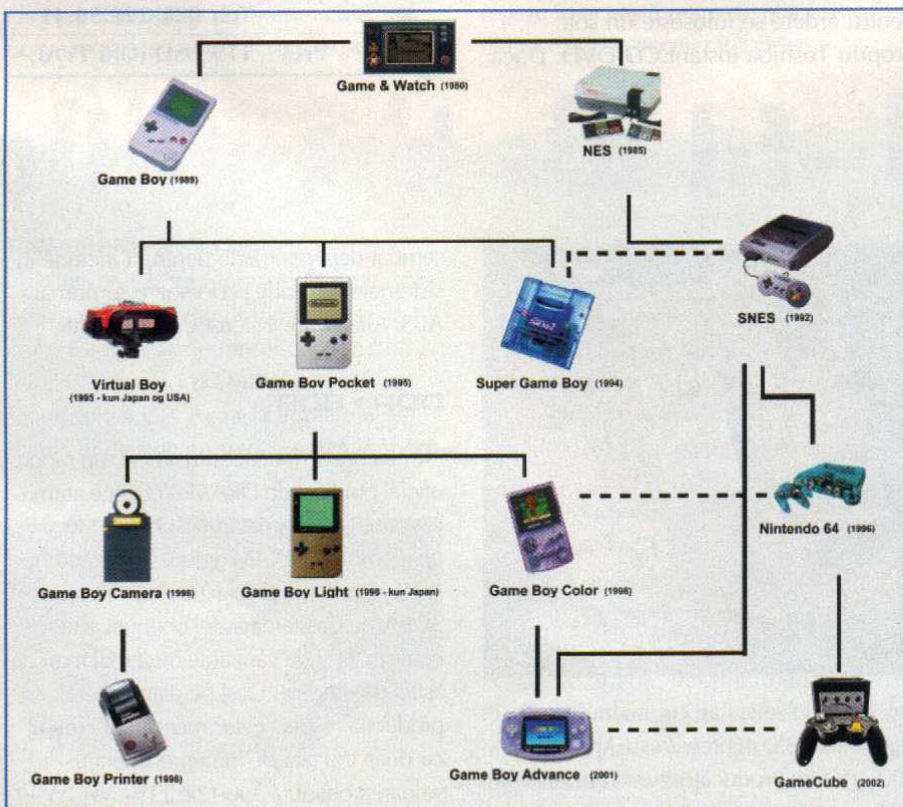 Game & Watch (1980)
NES (1985)
Game Boy (1989)
SNES (1992)
Virtual Boy
(1995 - kun Japan og USA)
Game Boy Pocket (1995)
Super Game Boy (1994)
Nintendo 64 (1996)
Game Boy Camera (1998)
Game Boy Light (1998 - kun Japan)
Game Boy Color (1998)
Game Boy Printer (1998)
Game Boy Advance (2001)
GameCube (2002)